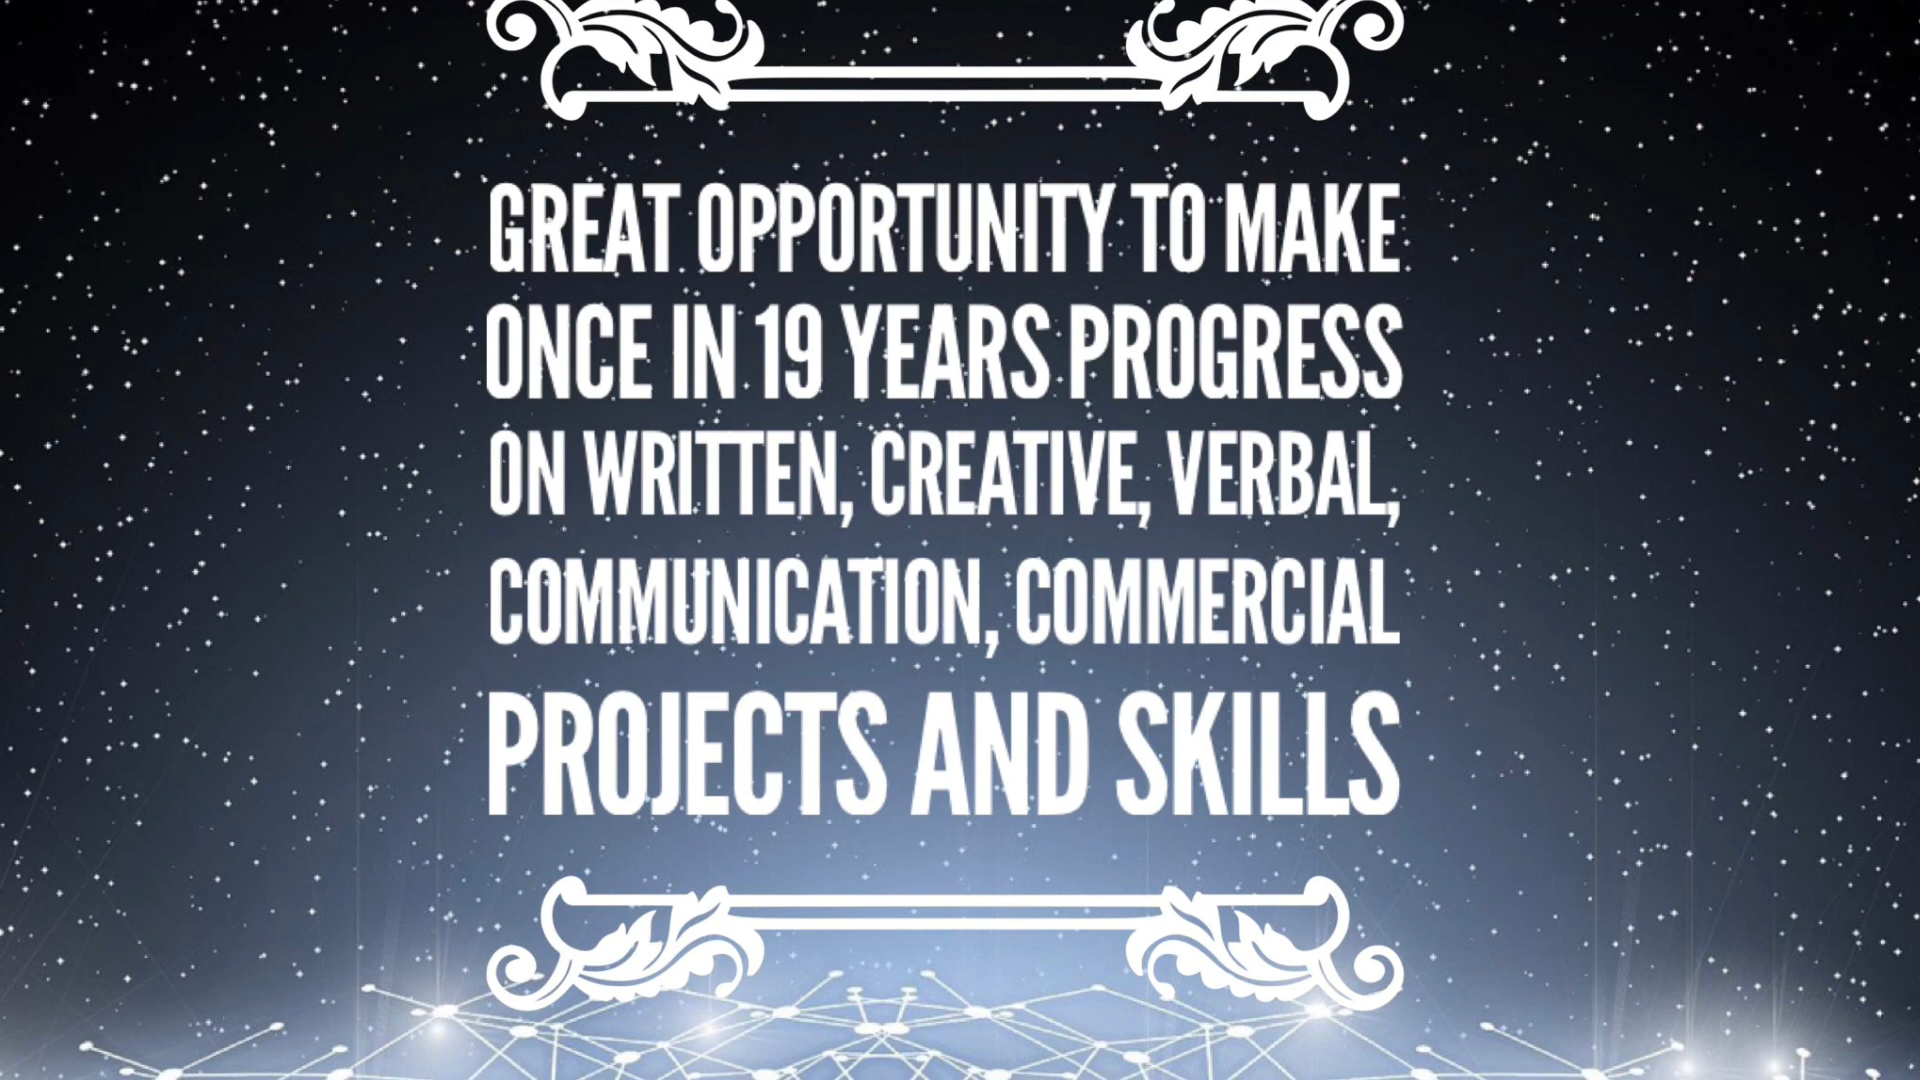 GREAT OPPORTUNITY TO MAKE
ONCE IN 19 YEARS PROGRESS
ON WRITTEN, CREATIVE, VERBAL,
COMMUNICATION, COMMERCIAL
PROJECTS AND SKILLS